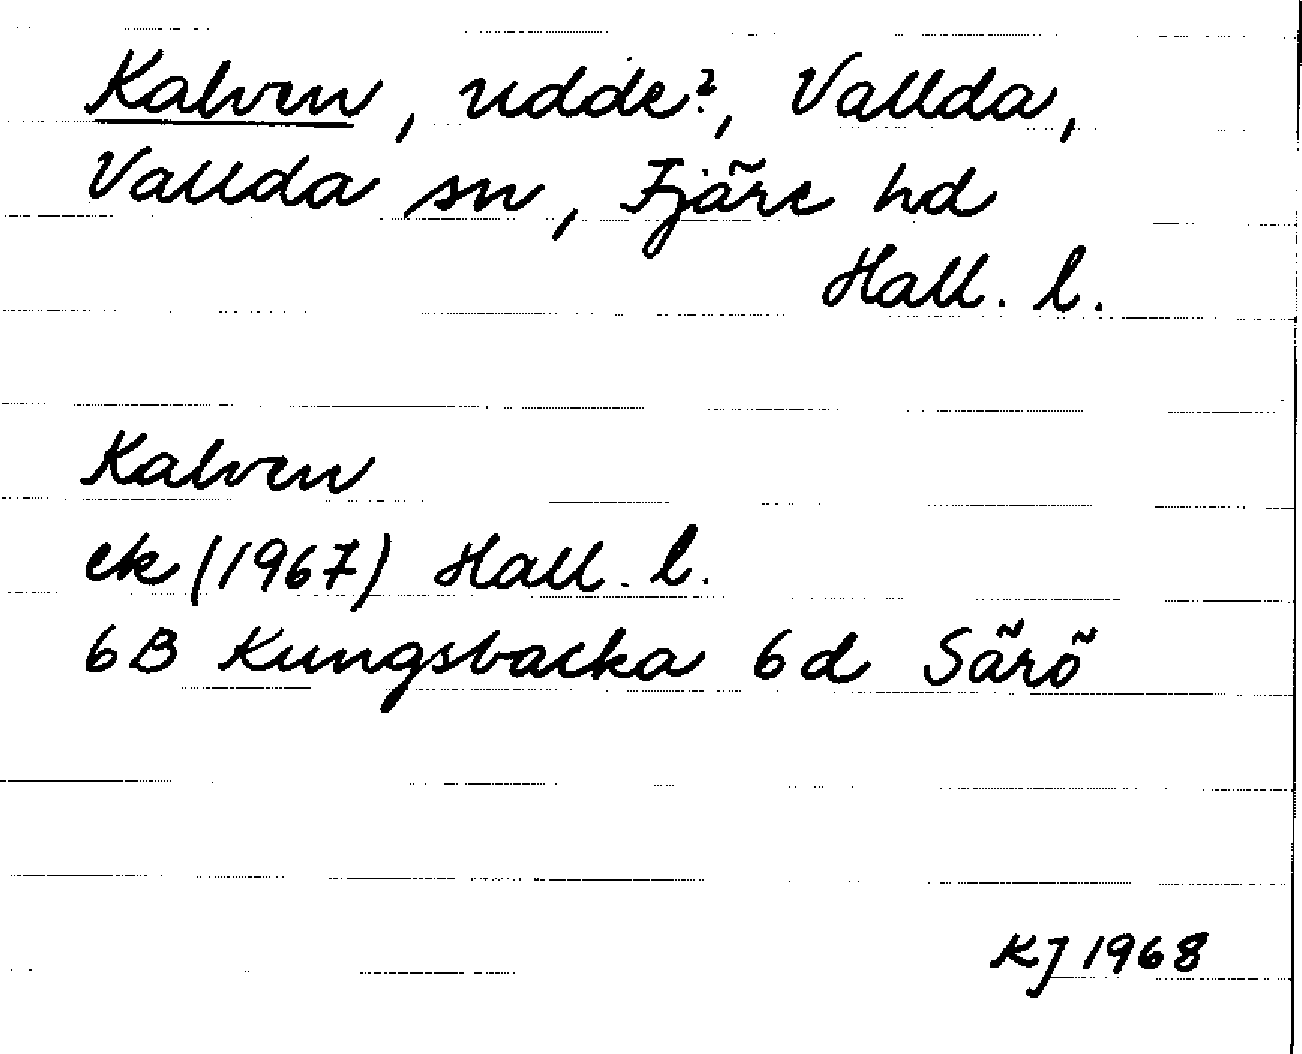 Kalven, udde?, Vallda,
Vallda sn, Fjäre hd
Hall. l.
Kalven
ek (1967) Hall. l.
6B Kungsbacka 6d Särö
KJ 1968